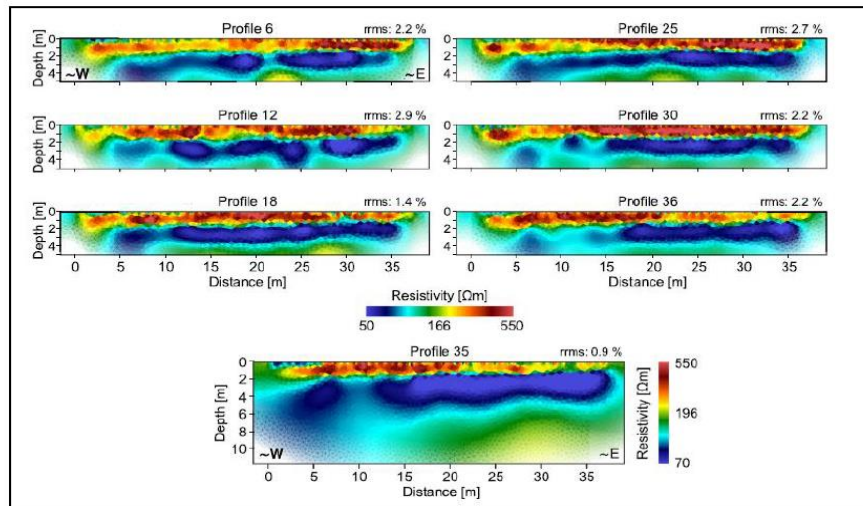 Profile 6 rrms: 2.2 %
Profile 25 rrms: 2.7 %
Depth [m]
0
2
4
~W ~E
0
2
4
Profile 12 rrms: 2.9 %
Profile 30 rrms: 2.2 %
Depth [m]
0
2
4
0
2
4
Profile 18 rrms: 1.4 %
Profile 36 rrms: 2.2 %
Depth [m]
0
2
4
0
2
4
0 5 10 15 20 25 30 35
0 5 10 15 20 25 30 35
Distance [m]
Distance [m]
Resistivity [Ωm]
50 166 550
Profile 35 rrms: 0.9 %
Depth [m]
0
2
4
6
8
10
~W ~E
0 5 10 15 20 25 30 35
Distance [m]
Resistivity [Ωm]
550
196
70